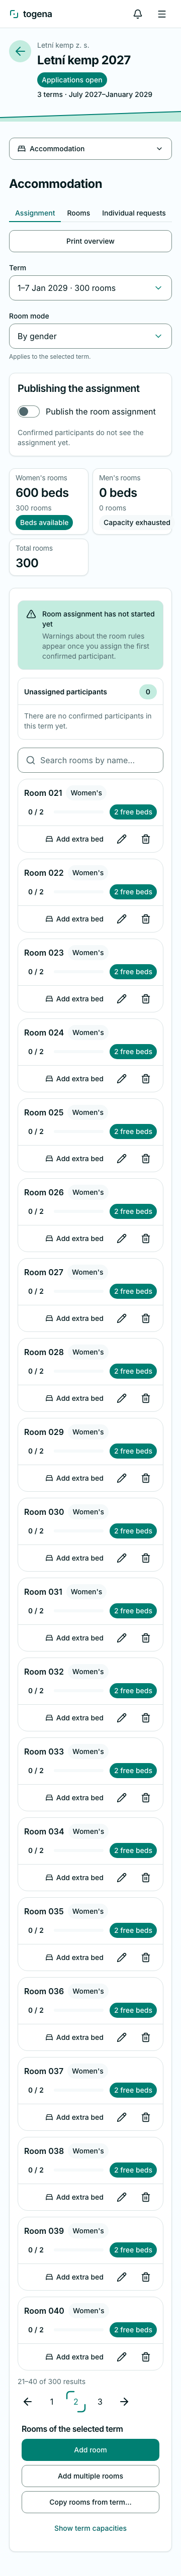 togena
Letní kemp z. s.
Letní kemp 2027
Applications open
3 terms · July 2027–January 2029
Accommodation
Accommodation
Assignment Rooms Individual requests
Print overview
Term
1–7 Jan 2029 · 300 rooms
Room mode
By gender
Applies to the selected term.
Publishing the assignment
Publish the room assignment
Confirmed participants do not see the
assignment yet.
Women's rooms
600 beds
300 rooms
Beds available
Men's rooms
0 beds
0 rooms
Capacity exhausted
Total rooms
300
Room assignment has not started
yet
Warnings about the room rules
appear once you assign the first
confirmed participant.
Unassigned participants 0
There are no confirmed participants in
this term yet.
Search rooms by name...
Room 021 Women's
0 / 2 2 free beds
Add extra bed
Room 022 Women's
0 / 2 2 free beds
Add extra bed
Room 023 Women's
0 / 2 2 free beds
Add extra bed
Room 024 Women's
0 / 2 2 free beds
Add extra bed
Room 025 Women's
0 / 2 2 free beds
Add extra bed
Room 026 Women's
0 / 2 2 free beds
Add extra bed
Room 027 Women's
0 / 2 2 free beds
Add extra bed
Room 028 Women's
0 / 2 2 free beds
Add extra bed
Room 029 Women's
0 / 2 2 free beds
Add extra bed
Room 030 Women's
0 / 2 2 free beds
Add extra bed
Room 031 Women's
0 / 2 2 free beds
Add extra bed
Room 032 Women's
0 / 2 2 free beds
Add extra bed
Room 033 Women's
0 / 2 2 free beds
Add extra bed
Room 034 Women's
0 / 2 2 free beds
Add extra bed
Room 035 Women's
0 / 2 2 free beds
Add extra bed
Room 036 Women's
0 / 2 2 free beds
Add extra bed
Room 037 Women's
0 / 2 2 free beds
Add extra bed
Room 038 Women's
0 / 2 2 free beds
Add extra bed
Room 039 Women's
0 / 2 2 free beds
Add extra bed
Room 040 Women's
0 / 2 2 free beds
Add extra bed
21–40 of 300 results
1 2 3
Rooms of the selected term
Add room
Add multiple rooms
Copy rooms from term...
Show term capacities